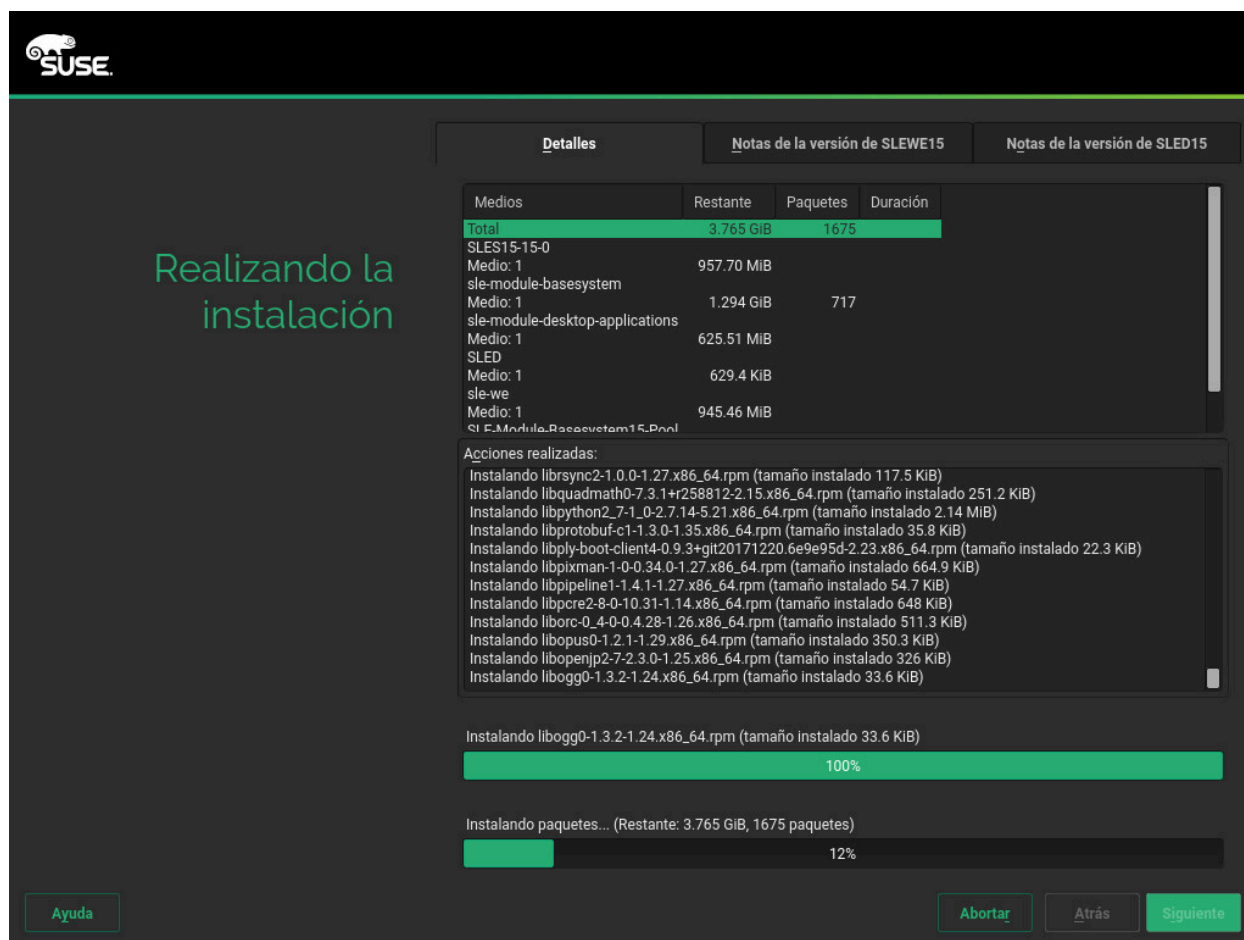 SUSE.
Detalles
Notas de la versión de SLEWE15
Notas de la versión de SLED15
Realizando la
instalación
Medios Restante Paquetes Duración
Total 3.765 GiB 1675
SLES15-15-0
Medio: 1 957.70 MiB
sle-module-basesystem
Medio: 1 1.294 GiB 717
sle-module-desktop-applications
Medio: 1 625.51 MiB
SLED
Medio: 1 629.4 KiB
sle-we
Medio: 1 945.46 MiB
SLE-Module-Basesystem15-Pool
Acciones realizadas:
Instalando librsync2-1.0.0-1.27.x86_64.rpm (tamaño instalado 117.5 KiB)
Instalando libquadmath0-7.3.1+r258812-2.15.x86_64.rpm (tamaño instalado 251.2 KiB)
Instalando libpython2_7-1_0-2.7.14-5.21.x86_64.rpm (tamaño instalado 2.14 MiB)
Instalando libprotobuf-c1-1.3.0-1.35.x86_64.rpm (tamaño instalado 35.8 KiB)
Instalando libply-boot-client4-0.9.3+git20171220.6e9e95d-2.23.x86_64.rpm (tamaño instalado 22.3 KiB)
Instalando libpixman-1-0-0.34.0-1.27.x86_64.rpm (tamaño instalado 664.9 KiB)
Instalando libpipeline1-1.4.1-1.27.x86_64.rpm (tamaño instalado 54.7 KiB)
Instalando libpcre2-8-0-10.31-1.14.x86_64.rpm (tamaño instalado 648 KiB)
Instalando liborc-0_4-0-0.4.28-1.26.x86_64.rpm (tamaño instalado 511.3 KiB)
Instalando libopus0-1.2.1-1.29.x86_64.rpm (tamaño instalado 350.3 KiB)
Instalando libopenjp2-7-2.3.0-1.25.x86_64.rpm (tamaño instalado 326 KiB)
Instalando libogg0-1.3.2-1.24.x86_64.rpm (tamaño instalado 33.6 KiB)
Instalando libogg0-1.3.2-1.24.x86_64.rpm (tamaño instalado 33.6 KiB)
100%
Instalando paquetes... (Restante: 3.765 GiB, 1675 paquetes)
12%
Ayuda
Abortar
Atrás
Siguiente